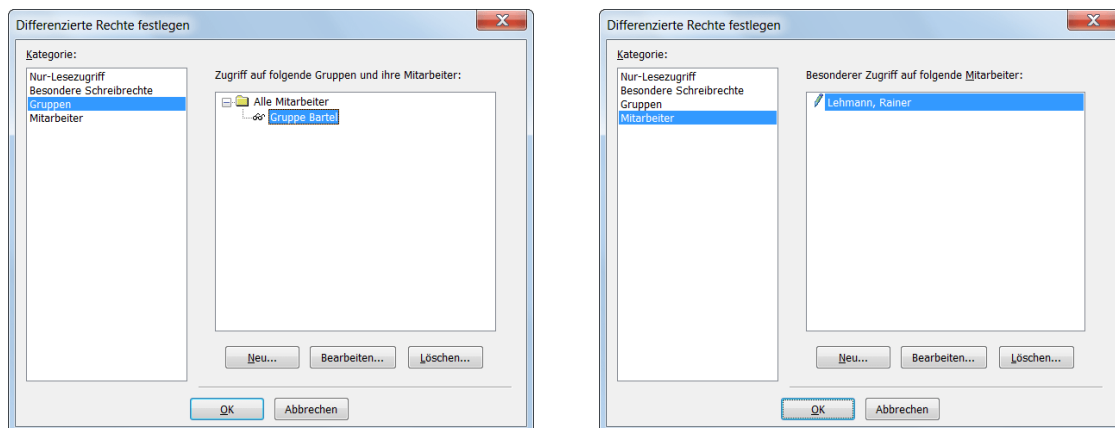 Differenzierte Rechte festlegen
Kategorie:
Nur-Lesezugriff
Besondere Schreibrechte
Gruppen
Mitarbeiter
Zugriff auf folgende Gruppen und ihre Mitarbeiter:
Alle Mitarbeiter
Gruppe Bartel
Neu... Bearbeiten... Löschen...
OK Abbrechen
Differenzierte Rechte festlegen
Kategorie:
Nur-Lesezugriff
Besondere Schreibrechte
Gruppen
Mitarbeiter
Besonderer Zugriff auf folgende Mitarbeiter:
Lehmann, Rainer
Neu... Bearbeiten... Löschen...
OK Abbrechen